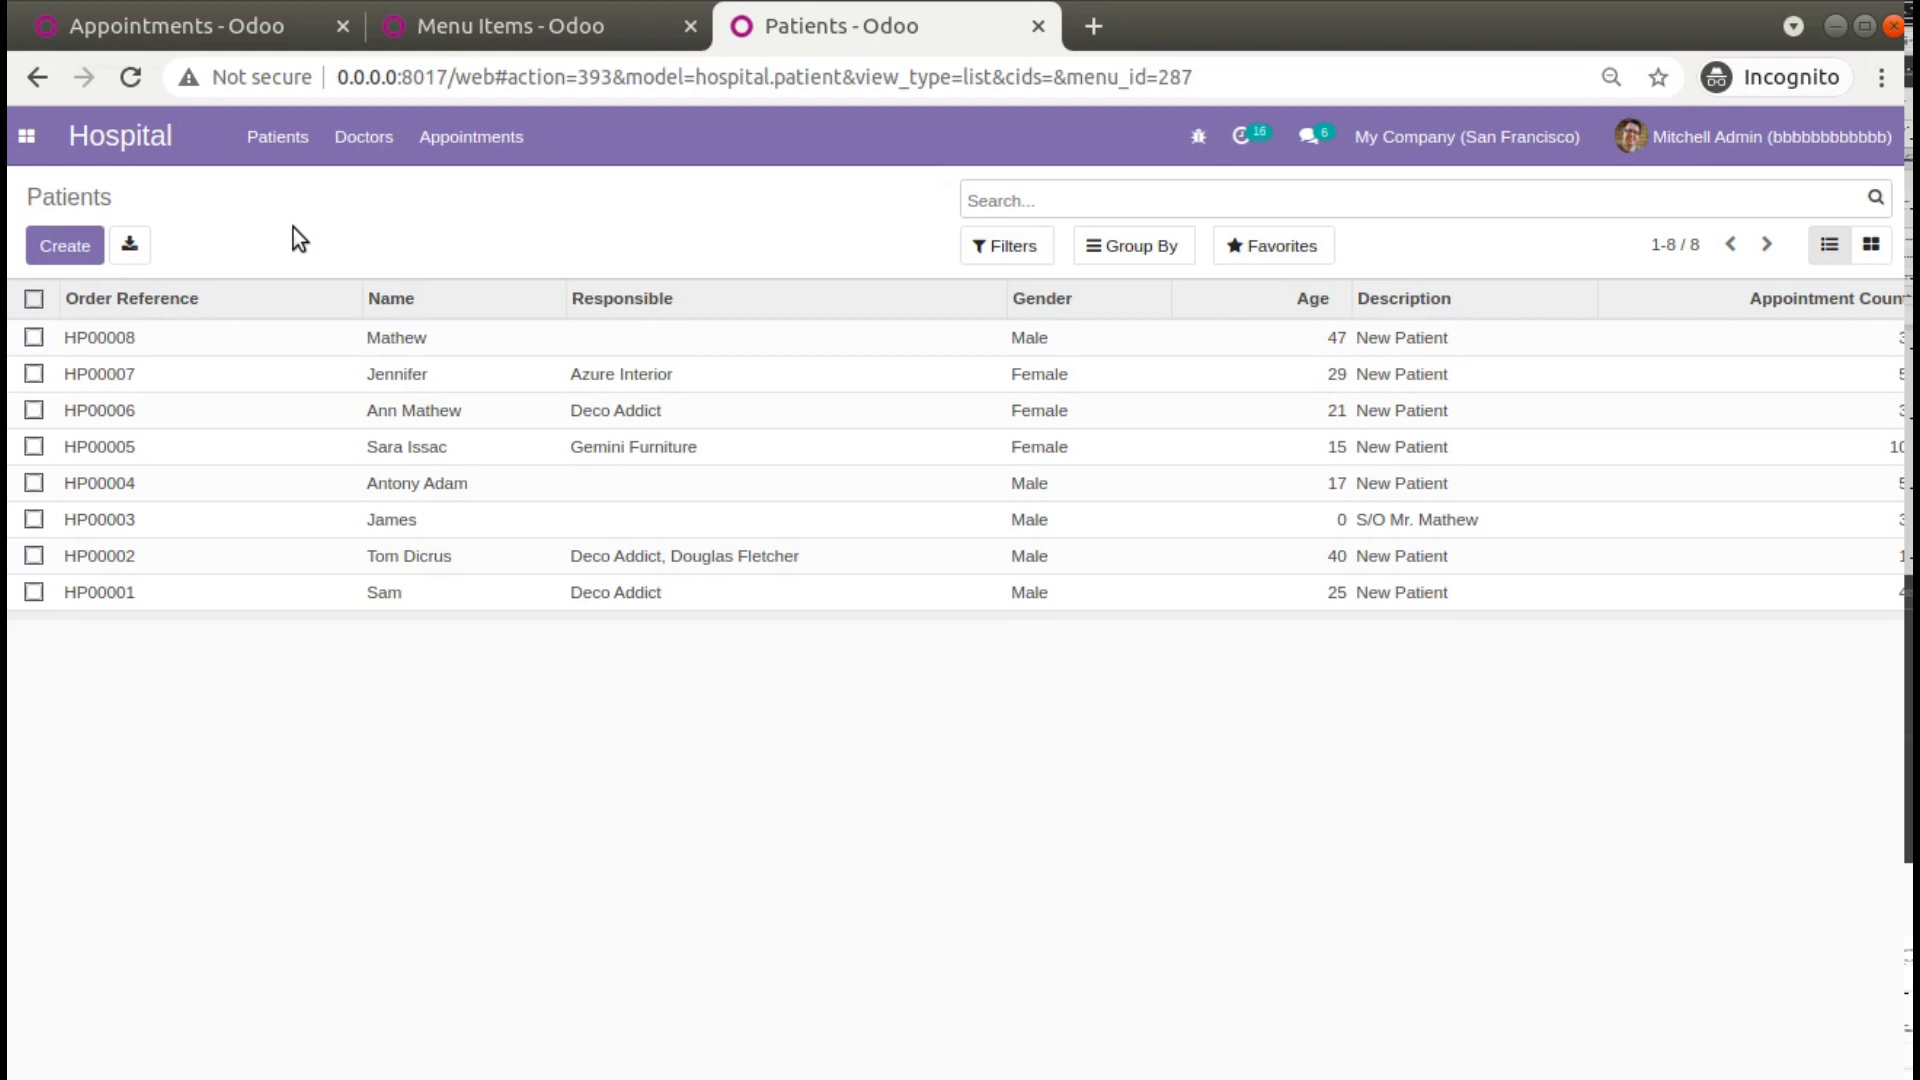 Appointments - Odoo Menu Items - Odoo Patients - Odoo
Not secure 0.0.0.0:8017/web#action=393&model=hospital.patient&view_type=list&cids=&menu_id=287 Incognito
Hospital Patients Doctors Appointments 16 6 My Company (San Francisco) Mitchell Admin (bbbbbbbbbbbb)
Patients Search...
Create Filters Group By Favorites 1-8 / 8
Order Reference Name Responsible Gender Age Description Appointment Coun
HP00008 Mathew Male 47 New Patient
HP00007 Jennifer Azure Interior Female 29 New Patient
HP00006 Ann Mathew Deco Addict Female 21 New Patient
HP00005 Sara Issac Gemini Furniture Female 15 New Patient 10
HP00004 Antony Adam Male 17 New Patient
HP00003 James Male 0 S/O Mr. Mathew
HP00002 Tom Dicrus Deco Addict, Douglas Fletcher Male 40 New Patient
HP00001 Sam Deco Addict Male 25 New Patient